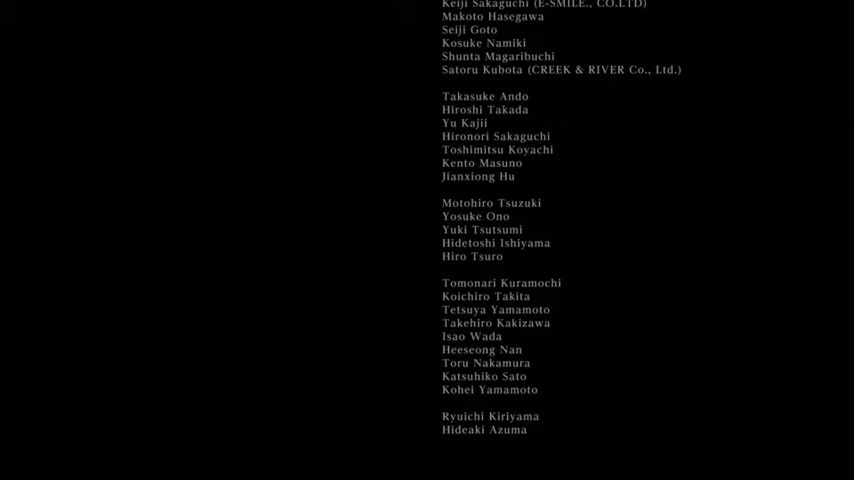 Keiji Sakaguchi (E-SMILE., CO.LTD)
Makoto Hasegawa
Seiji Goto
Kosuke Namiki
Shunta Magaribuchi
Satoru Kubota (CREEK & RIVER Co., Ltd.)
Takasuke Ando
Hiroshi Takada
Yu Kajii
Hironori Sakaguchi
Toshimitsu Koyachi
Kento Masuno
Jianxiong Hu
Motohiro Tsuzuki
Yosuke Ono
Yuki Tsutsumi
Hidetoshi Ishiyama
Hiro Tsuro
Tomonari Kuramochi
Koichiro Takita
Tetsuya Yamamoto
Takehiro Kakizawa
Isao Wada
Heeseong Nan
Toru Nakamura
Katsuhiko Sato
Kohei Yamamoto
Ryuichi Kiriyama
Hideaki Azuma